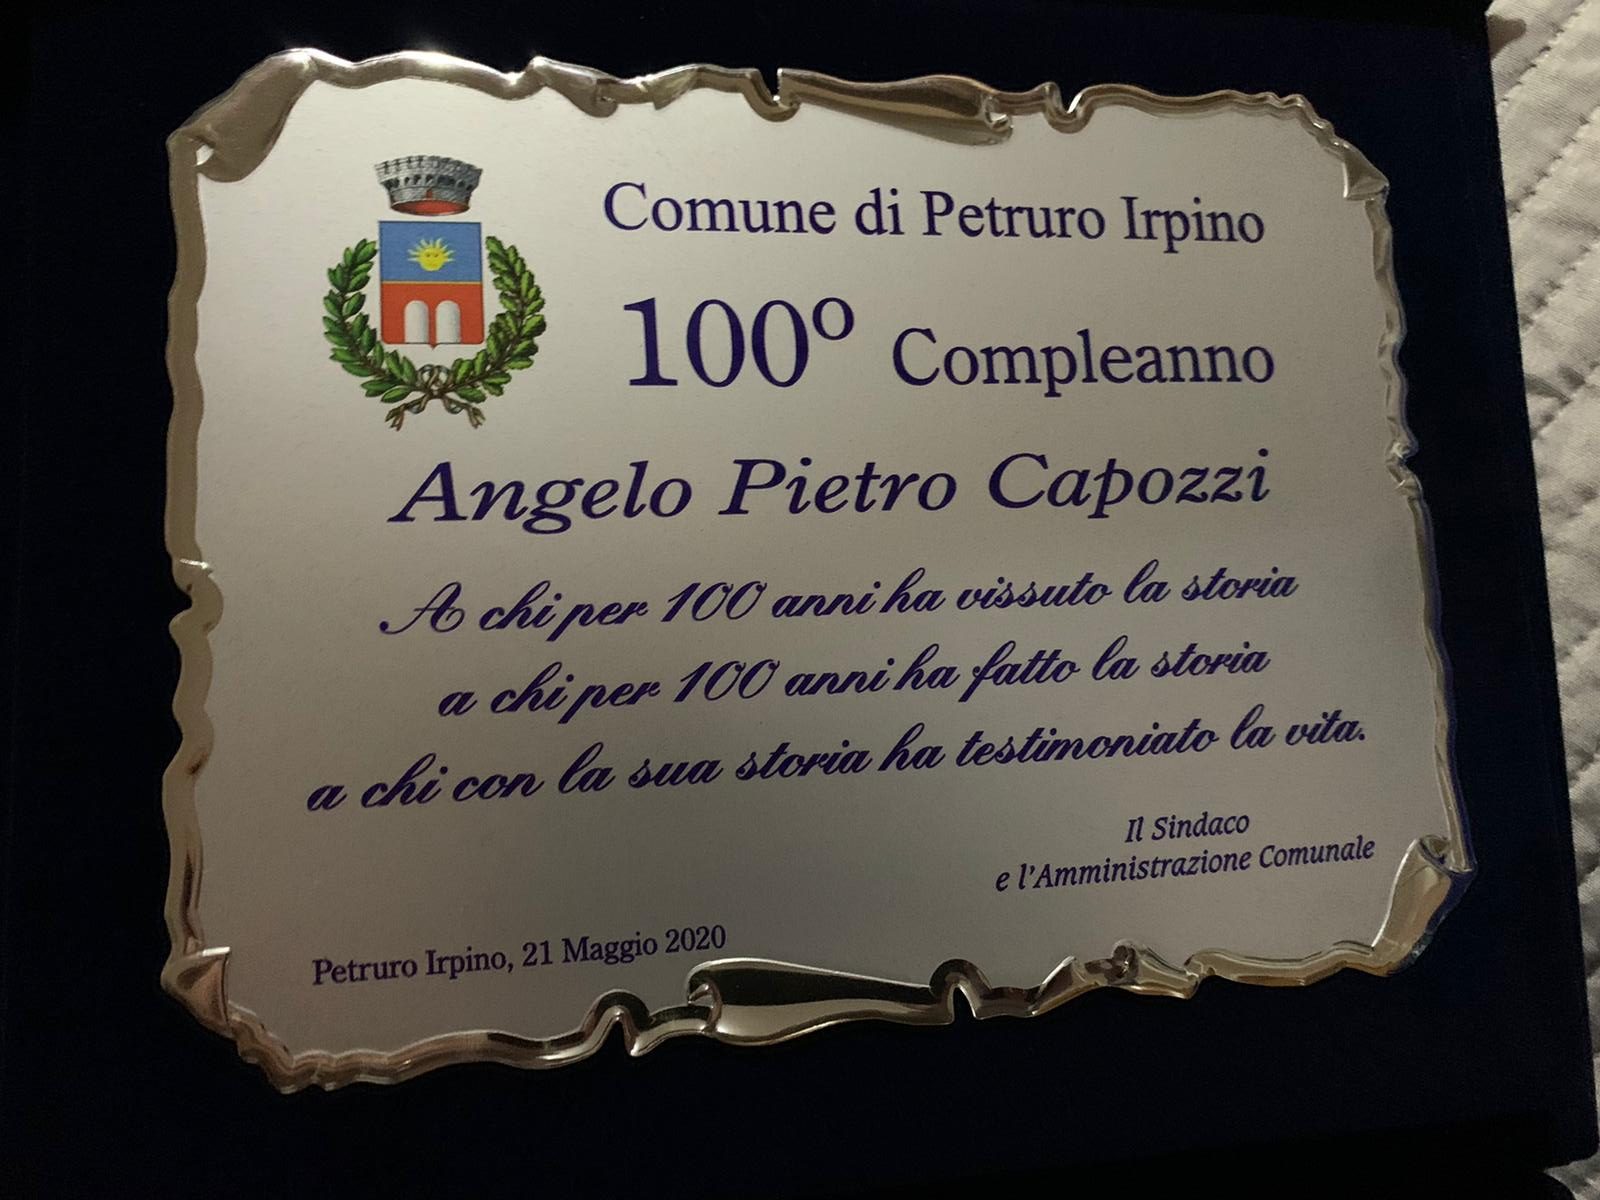 Comune di Petruro Irpino
100° Compleanno
Angelo Pietro Capozzi
A chi per 100 anni ha vissuto la storia
a chi per 100 anni ha fatto la storia
a chi con la sua storia ha testimoniato la vita.
Il Sindaco
e l'Amministrazione Comunale
Petruro Irpino, 21 Maggio 2020